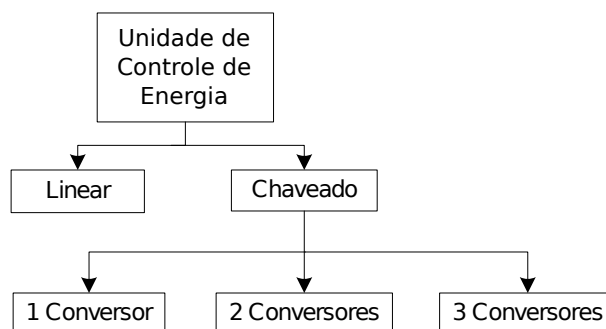 Unidade de
Controle de
Energia
Linear
Chaveado
1 Conversor
2 Conversores
3 Conversores